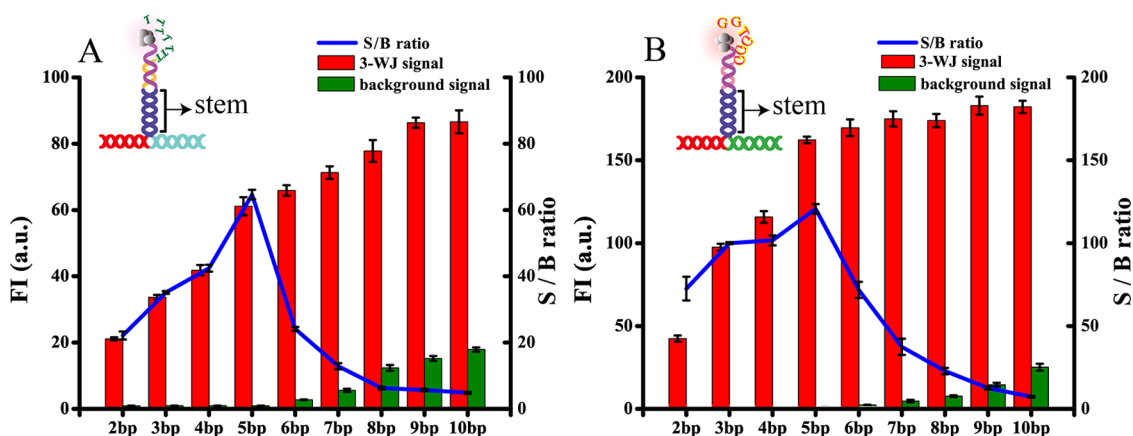 A
T
T
T
T
T
T
T
S/B ratio
3-WJ signal
background signal
stem
100
80
60
40
20
0
FI (a.u.)
100
80
60
40
20
0
S / B ratio
2bp 3bp 4bp 5bp 6bp 7bp 8bp 9bp 10bp
B
G G T C G G G
S/B ratio
3-WJ signal
background signal
stem
200
150
100
50
0
FI (a.u.)
200
150
100
50
0
S / B ratio
2bp 3bp 4bp 5bp 6bp 7bp 8bp 9bp 10bp